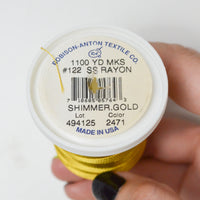 ROBISON-ANTON TEXTILE CO.
1100 YD MKS
#122 SS RAYON
SHIMMER.GOLD
Lot Color
494125 2471
MADE IN USA